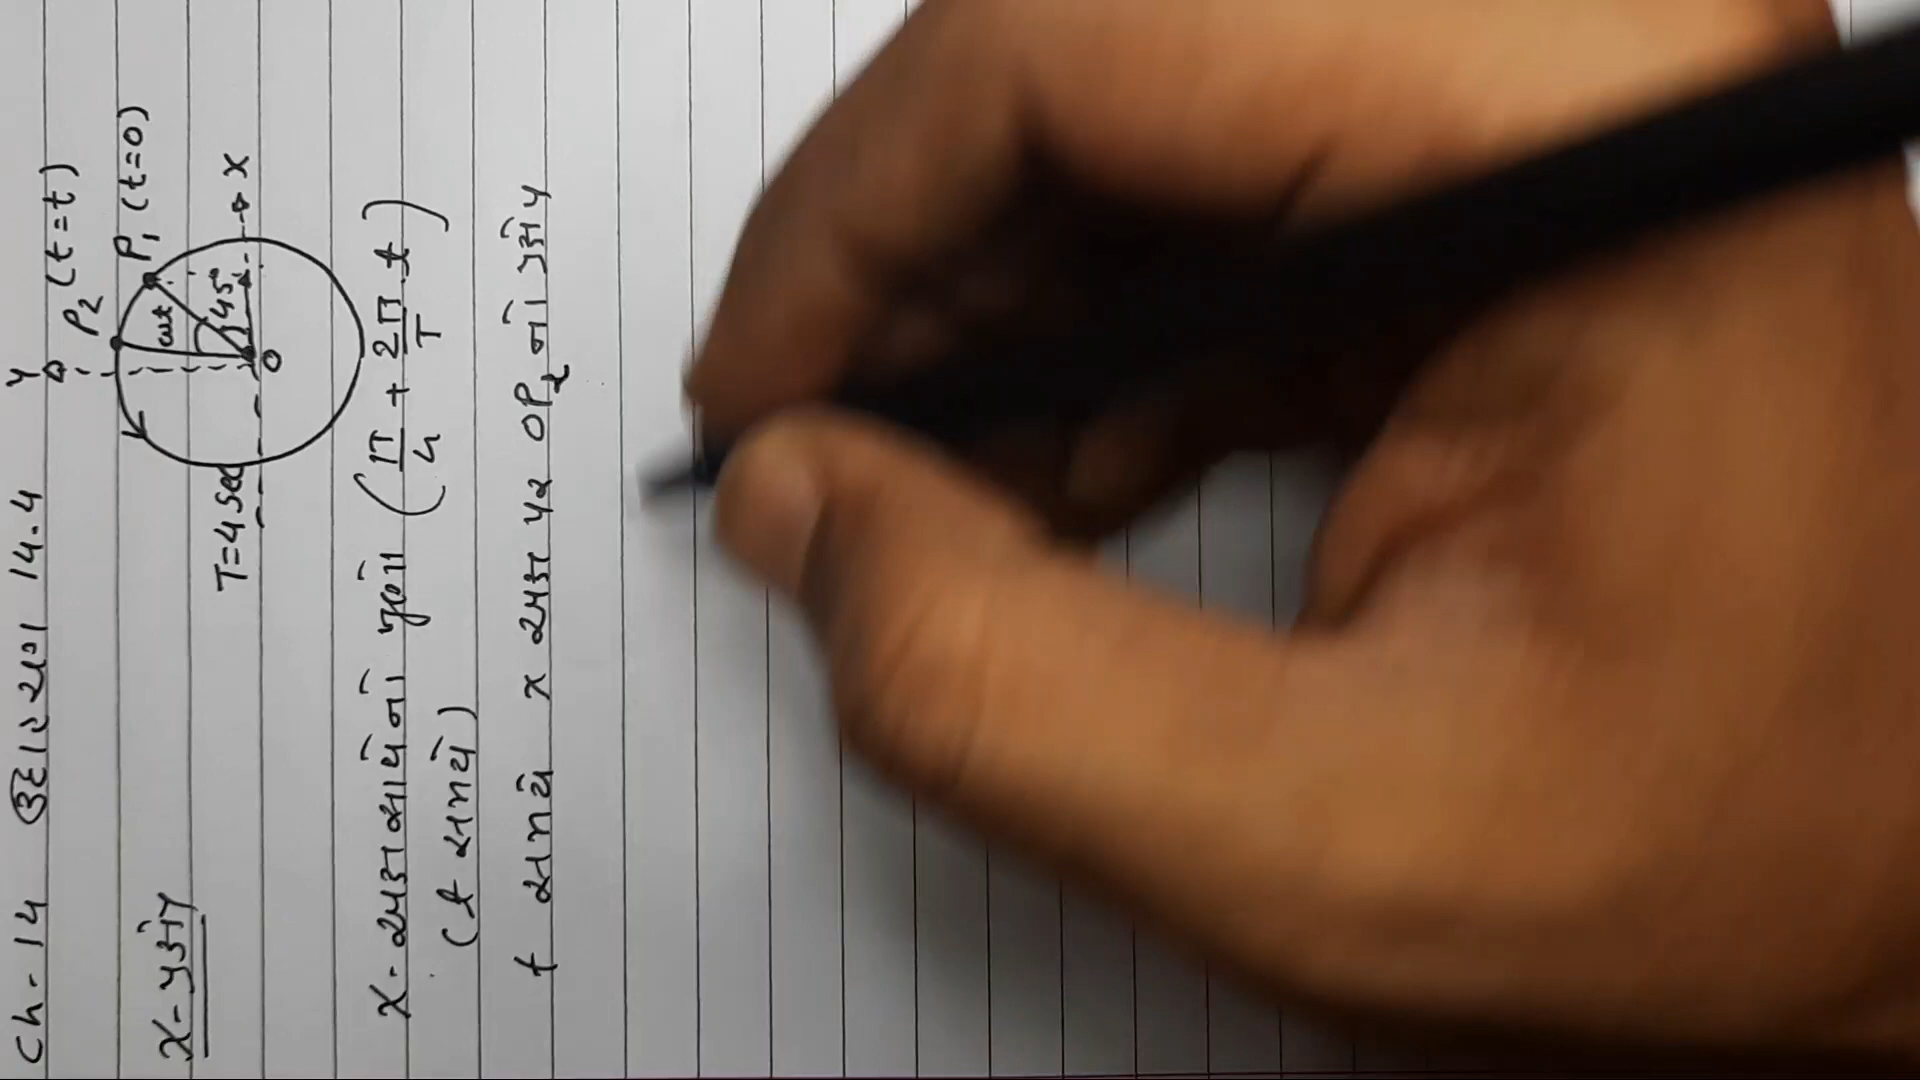 Ch-14 ઉદાહરણ 14.4
Y
P₂ (t=t)
P₁ (t=0)
ωt
45°
X
O
T=4 sec
X-પ્રક્ષેપ
X-અક્ષ સાથેનો ખૂણો (π/4 + 2π/T · t)
(t સમયે)
t સમયે x અક્ષ પર OP₂ નો પ્રક્ષેપ